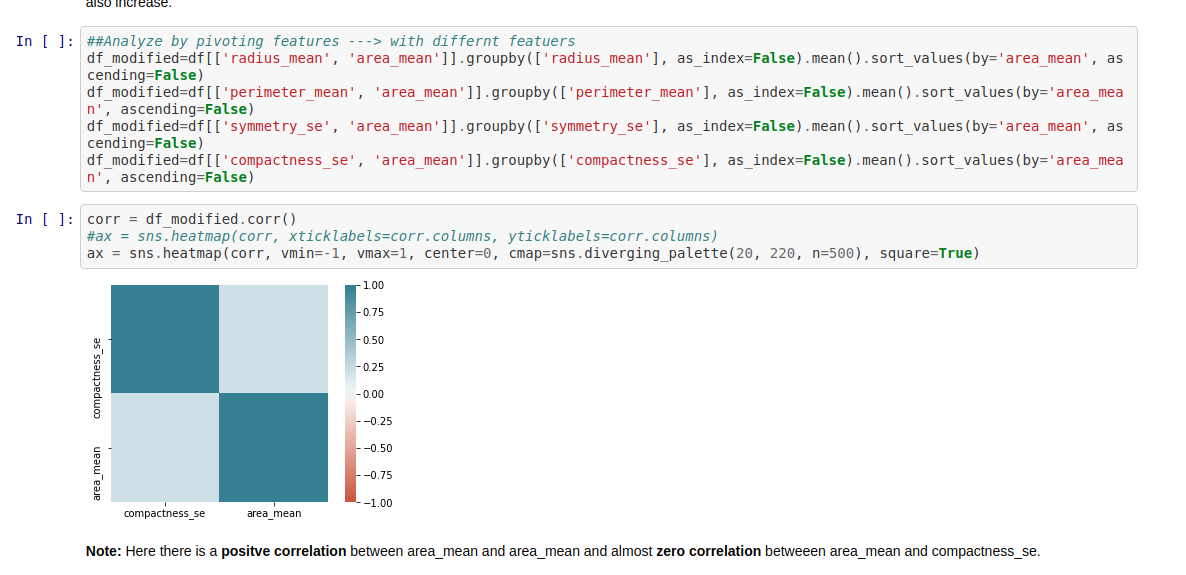 also increase.
In [ ]: ##Analyze by pivoting features ---> with differnt featuers
df_modified=df[['radius_mean', 'area_mean']].groupby(['radius_mean'], as_index=False).mean().sort_values(by='area_mean', as
cending=False)
df_modified=df[['perimeter_mean', 'area_mean']].groupby(['perimeter_mean'], as_index=False).mean().sort_values(by='area_mea
n', ascending=False)
df_modified=df[['symmetry_se', 'area_mean']].groupby(['symmetry_se'], as_index=False).mean().sort_values(by='area_mean', as
cending=False)
df_modified=df[['compactness_se', 'area_mean']].groupby(['compactness_se'], as_index=False).mean().sort_values(by='area_mea
n', ascending=False)
In [ ]: corr = df_modified.corr()
#ax = sns.heatmap(corr, xticklabels=corr.columns, yticklabels=corr.columns)
ax = sns.heatmap(corr, vmin=-1, vmax=1, center=0, cmap=sns.diverging_palette(20, 220, n=500), square=True)
compactness_se
area_mean
compactness_se
area_mean
1.00
0.75
0.50
0.25
0.00
−0.25
−0.50
−0.75
−1.00
Note: Here there is a positve correlation between area_mean and area_mean and almost zero correlation betweeen area_mean and compactness_se.